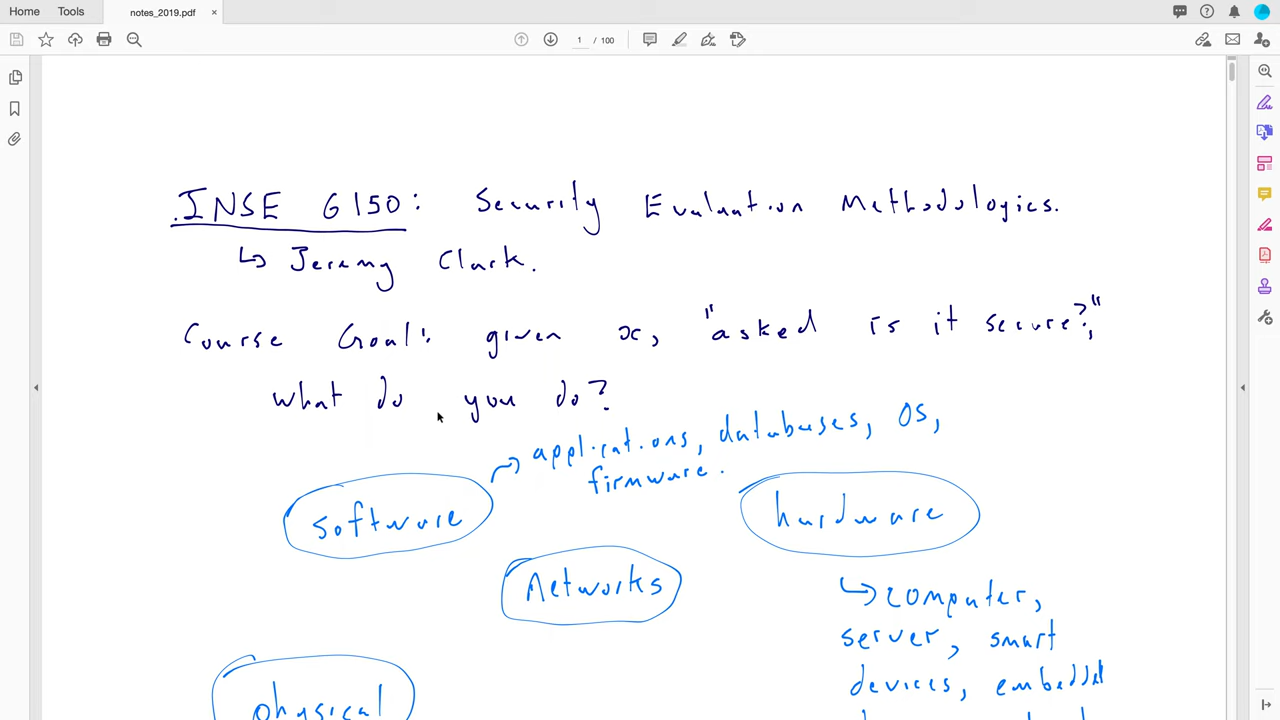 Home Tools notes_2019.pdf ×
1 / 100
INSE 6150: Security Evaluation Methodologies.
↳ Jeremy Clark.
Course Goal: given x, "asked is it secure?",
what do you do?
→ applications, databases, OS,
firmware.
software
hardware
Networks
↳ computer,
server, smart
devices, embedded
physical